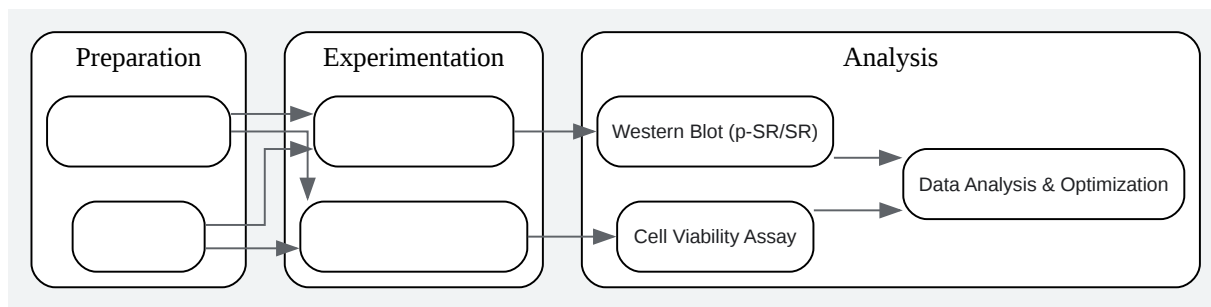 Preparation
Experimentation
Analysis
Western Blot (p-SR/SR)
Data Analysis & Optimization
Cell Viability Assay